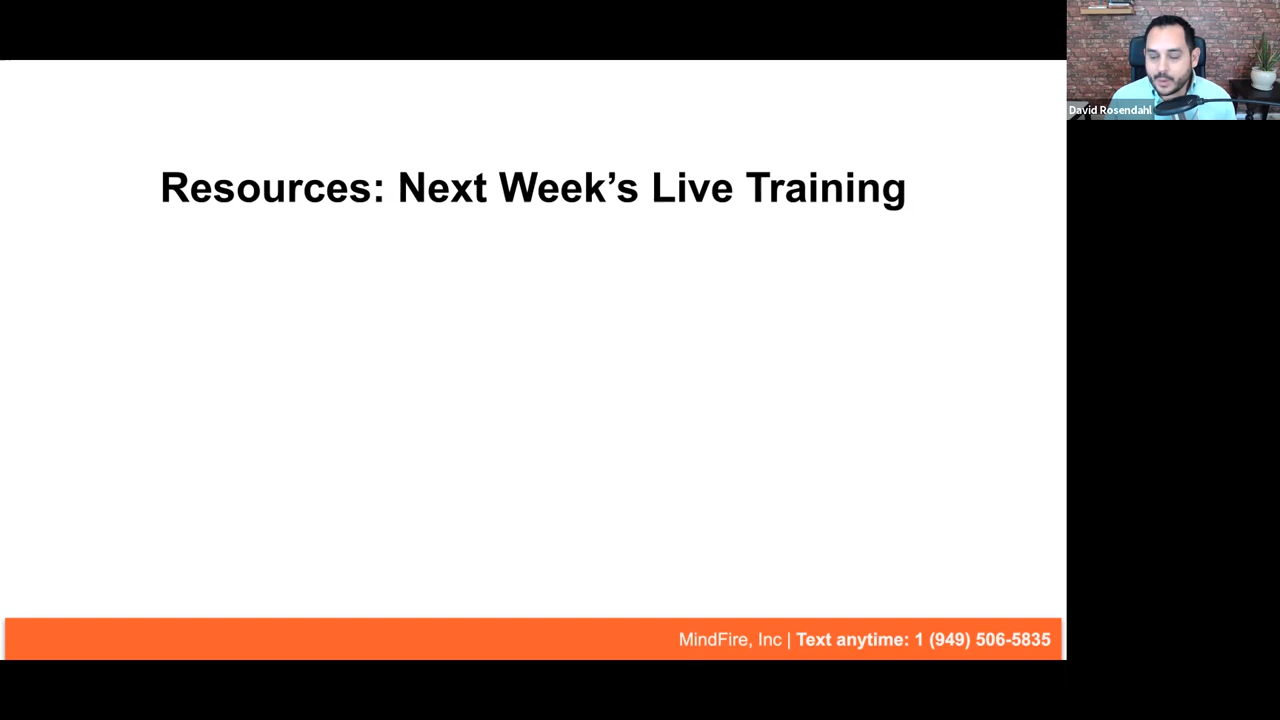 David Rosendahl
Resources: Next Week’s Live Training
MindFire, Inc | Text anytime: 1 (949) 506-5835